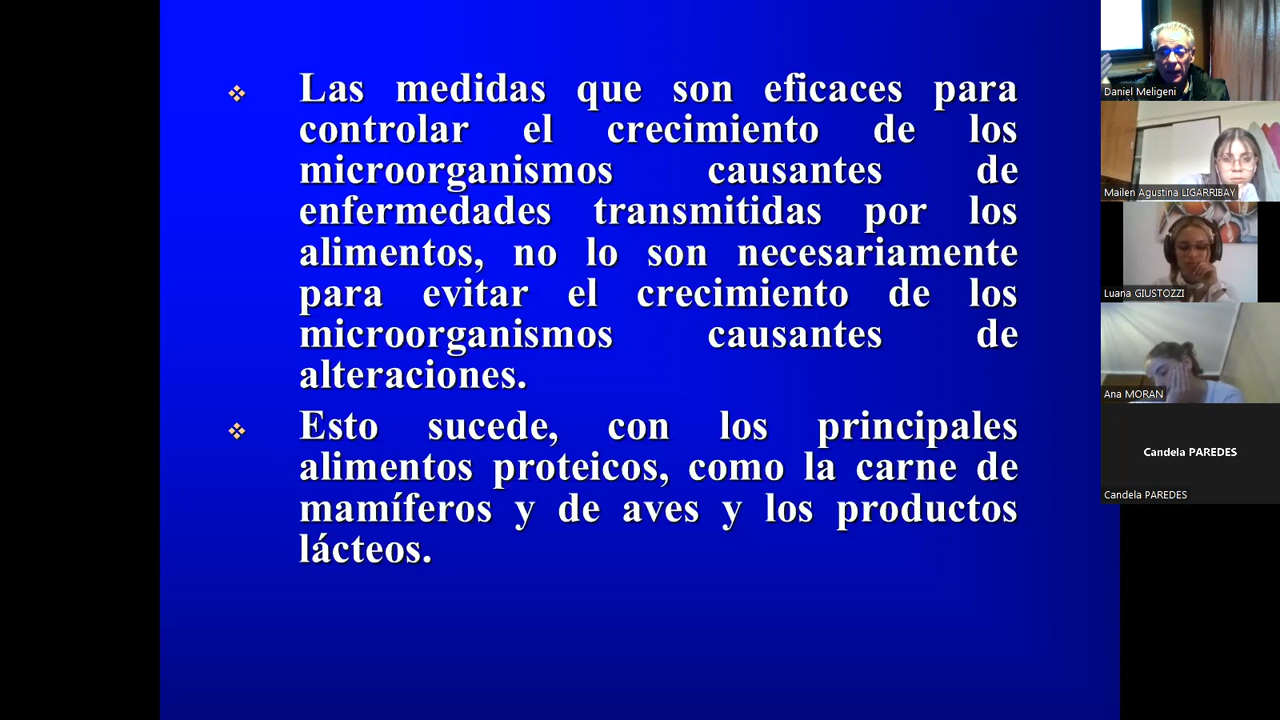 Las medidas que son eficaces para
controlar el crecimiento de los
microorganismos causantes de
enfermedades transmitidas por los
alimentos, no lo son necesariamente
para evitar el crecimiento de los
microorganismos causantes de
alteraciones.
Esto sucede, con los principales
alimentos proteicos, como la carne de
mamíferos y de aves y los productos
lácteos.
Daniel Meligeni
Mailen Agustina LIGARRIBAY
Luana GIUSTOZZI
Ana MORAN
Candela PAREDES
Candela PAREDES